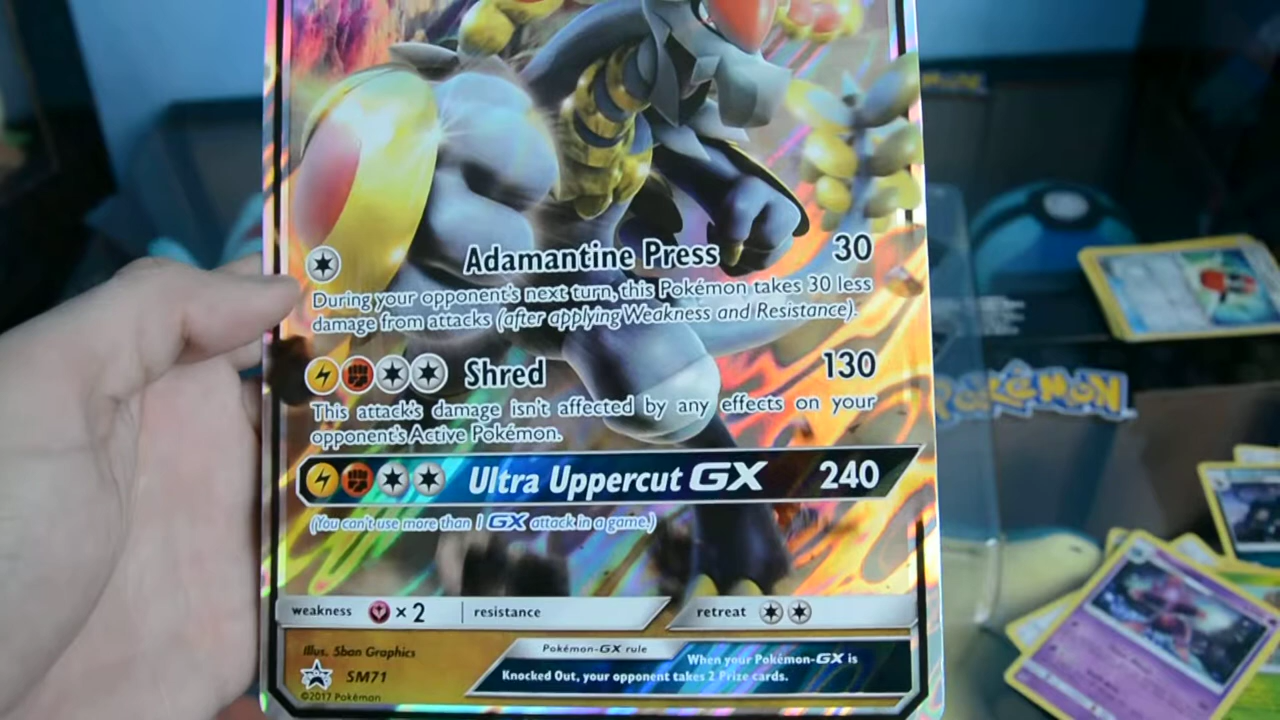 Adamantine Press 30
During your opponent's next turn, this Pokémon takes 30 less
damage from attacks (after applying Weakness and Resistance).
Shred 130
This attack's damage isn't affected by any effects on your
opponent's Active Pokémon.
Ultra Uppercut GX 240
(You can't use more than 1 GX attack in a game.)
weakness ×2 resistance retreat
Illus. 5ban Graphics
SM71
©2017 Pokémon
Pokémon-GX rule
When your Pokémon-GX is
Knocked Out, your opponent takes 2 Prize cards.
POKéMON